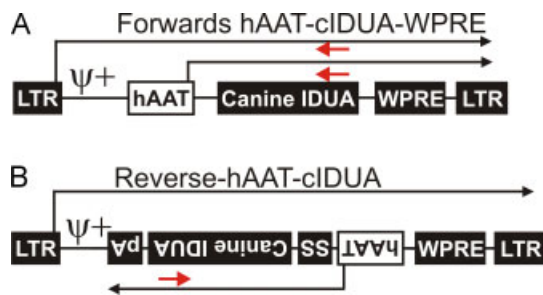 A Forwards hAAT-cIDUA-WPRE
LTR ψ+ hAAT Canine IDUA WPRE LTR
B Reverse-hAAT-cIDUA
LTR ψ+ pA Canine IDUA SS hAAT WPRE LTR